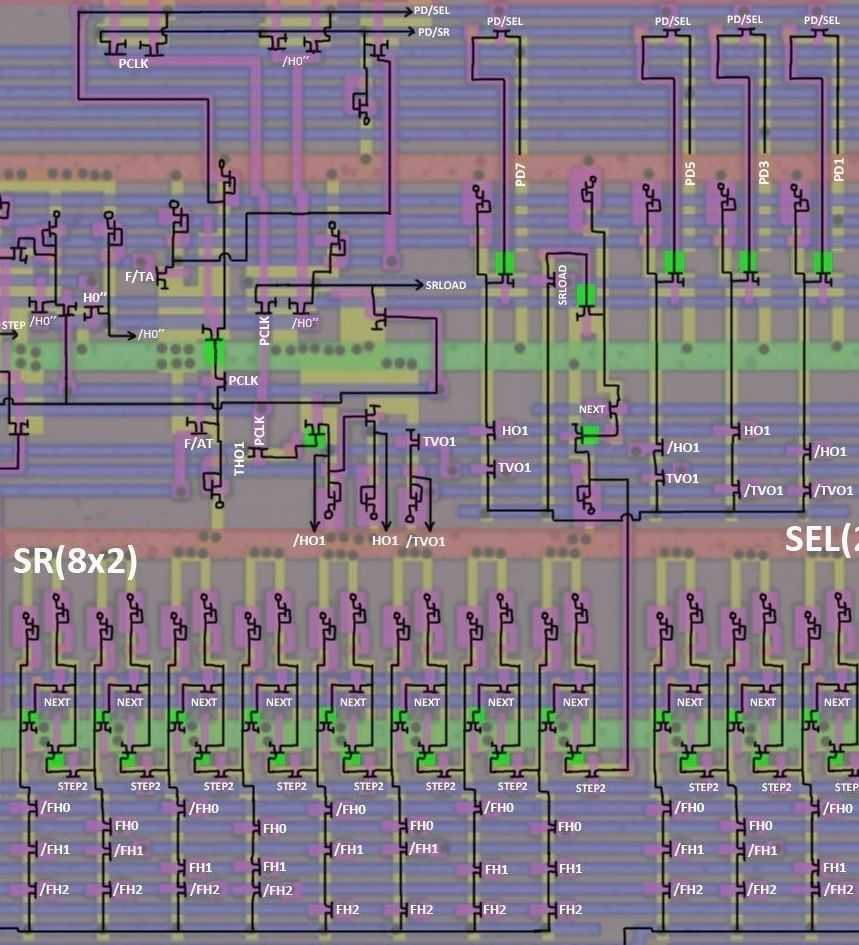 PD/SEL
PD/SR
PCLK
/H0''
PD/SEL
PD/SEL
PD/SEL
PD/SEL
PD7
PD5
PD3
PD1
F/TA
H0''
/H0''
STEP
/H0''
PCLK
/H0''
SRLOAD
SRLOAD
PCLK
NEXT
F/AT
THO1
PCLK
TVO1
HO1
TVO1
/HO1
TVO1
HO1
/TVO1
/HO1
/TVO1
/HO1
HO1
/TVO1
SR(8x2)
SEL(2
NEXT NEXT NEXT NEXT NEXT NEXT NEXT NEXT NEXT NEXT NEXT
STEP2 STEP2 STEP2 STEP2 STEP2 STEP2 STEP2 STEP2 STEP2 STEP2 STEP
/FH0 /FH0 /FH0 /FH0 /FH0 /FH0
FH0 FH0 FH0 FH0 FH0
/FH1 /FH1 /FH1 /FH1 /FH1 /FH1
FH1 FH1 FH1 FH1 FH1
/FH2 /FH2 /FH2 /FH2 /FH2 /FH2 /FH2
FH2 FH2 FH2 FH2